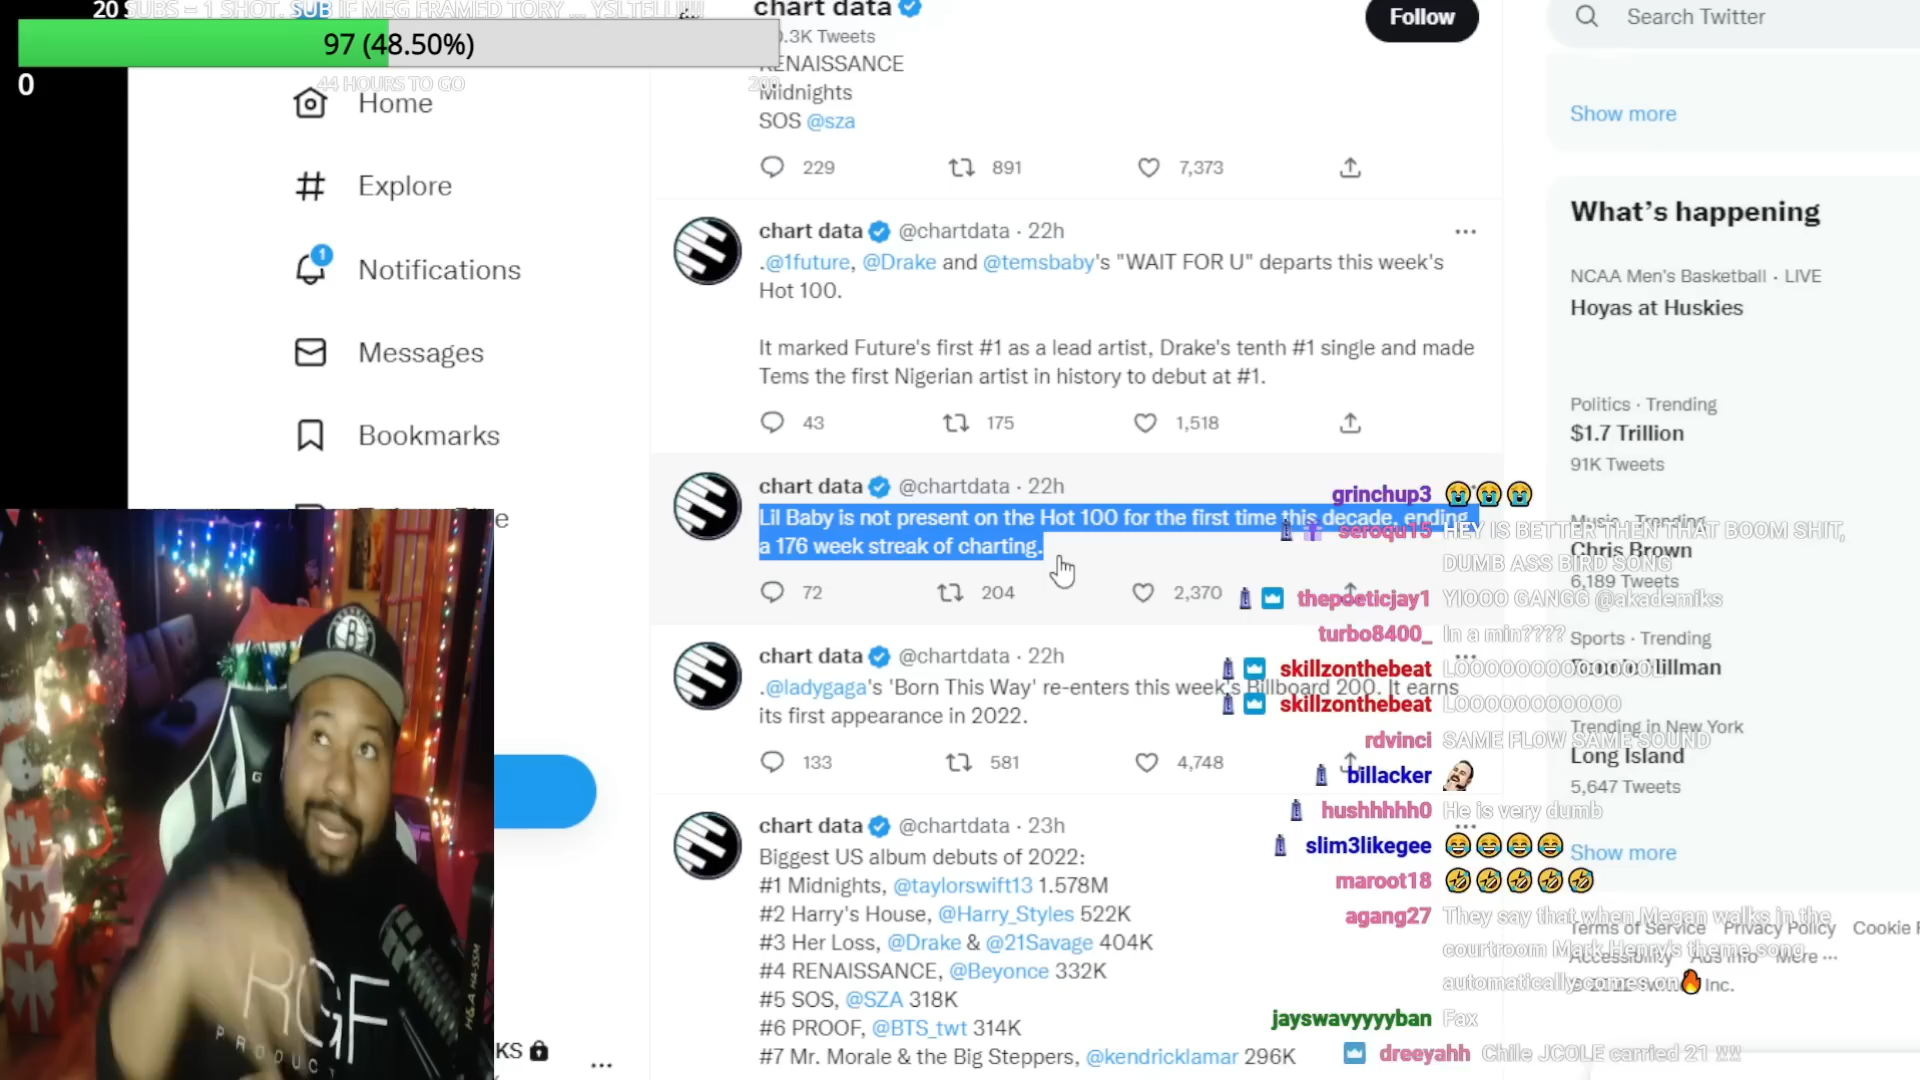 20 SUBS = 1 SHOT. SUB IF MEG FRAMED TORY ... YSLTELL!!!!
97 (48.50%)
0
44 HOURS TO GO
200
Home
Explore
1
Notifications
Messages
Bookmarks
KS
chart data
.3K Tweets
Follow
RENAISSANCE
Midnights
SOS @sza
229 891 7,373
chart data @chartdata · 22h
.@1future, @Drake and @temsbaby's "WAIT FOR U" departs this week's
Hot 100.
It marked Future's first #1 as a lead artist, Drake's tenth #1 single and made
Tems the first Nigerian artist in history to debut at #1.
43 175 1,518
chart data @chartdata · 22h
Lil Baby is not present on the Hot 100 for the first time this decade, ending
a 176 week streak of charting.
72 204 2,370
chart data @chartdata · 22h
.@ladygaga's 'Born This Way' re-enters this week's Billboard 200. It earns
its first appearance in 2022.
133 581 4,748
chart data @chartdata · 23h
Biggest US album debuts of 2022:
#1 Midnights, @taylorswift13 1.578M
#2 Harry's House, @Harry_Styles 522K
#3 Her Loss, @Drake & @21Savage 404K
#4 RENAISSANCE, @Beyonce 332K
#5 SOS, @SZA 318K
#6 PROOF, @BTS_twt 314K
#7 Mr. Morale & the Big Steppers, @kendricklamar 296K
Search Twitter
Show more
What's happening
NCAA Men's Basketball · LIVE
Hoyas at Huskies
Politics · Trending
$1.7 Trillion
91K Tweets
Music · Trending
Chris Brown
6,189 Tweets
Sports · Trending
Hillman
Trending in New York
Long Island
5,647 Tweets
Show more
Terms of Service Privacy Policy Cookie
Accessibility Ads info More ···
Inc.
grinchup3 😭😭😭
seroqu15 HEY IS BETTER THEN THAT BOOM SHIT,
DUMB ASS BIRD SONG
thepoeticjay1 YIOOO GANGG @akademiks
turbo8400_ In a min????
skillzonthebeat
skillzonthebeat
rdvinci SAME FLOW SAME SOUND
billacker
hushhhhh0 He is very dumb
slim3likegee 😂😂😂😂
maroot18 🤣🤣🤣🤣🤣
agang27 They say that when Megan walks in the
courtroom Mark Henry's theme song
automatically comes on🔥
jayswavyyyyban Fax
dreeyahh Chile JCOLE carried 21 !!!!
B
RGF
PRODUC